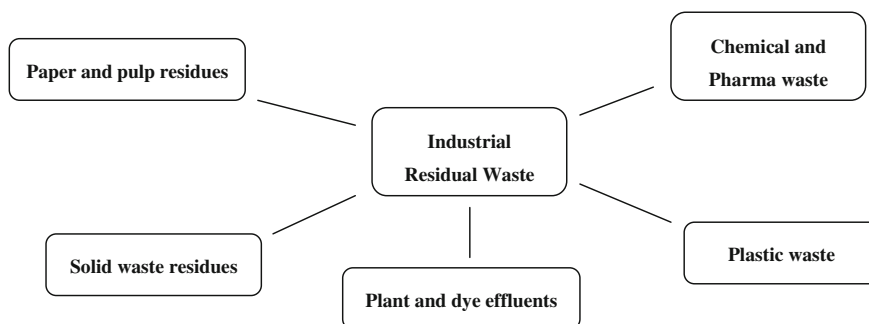 Paper and pulp residues
Chemical and
Pharma waste
Industrial
Residual Waste
Solid waste residues
Plant and dye effluents
Plastic waste